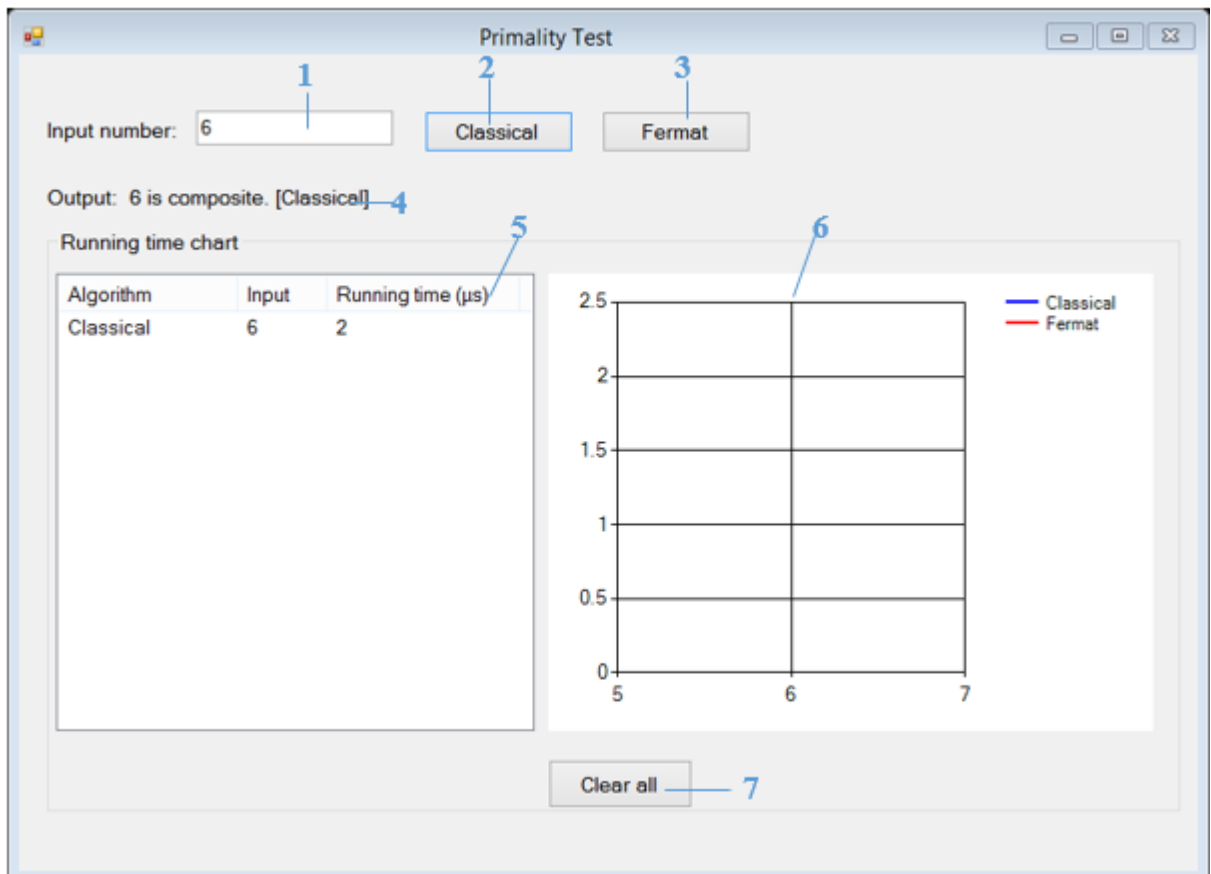 Primality Test
1 2 3
Input number: 6 Classical Fermat
Output: 6 is composite. [Classical] 4
Running time chart 5 6
Algorithm Input Running time (µs)
Classical 6 2
2.5
2
1.5
1
0.5
0
5 6 7
Classical
Fermat
Clear all 7